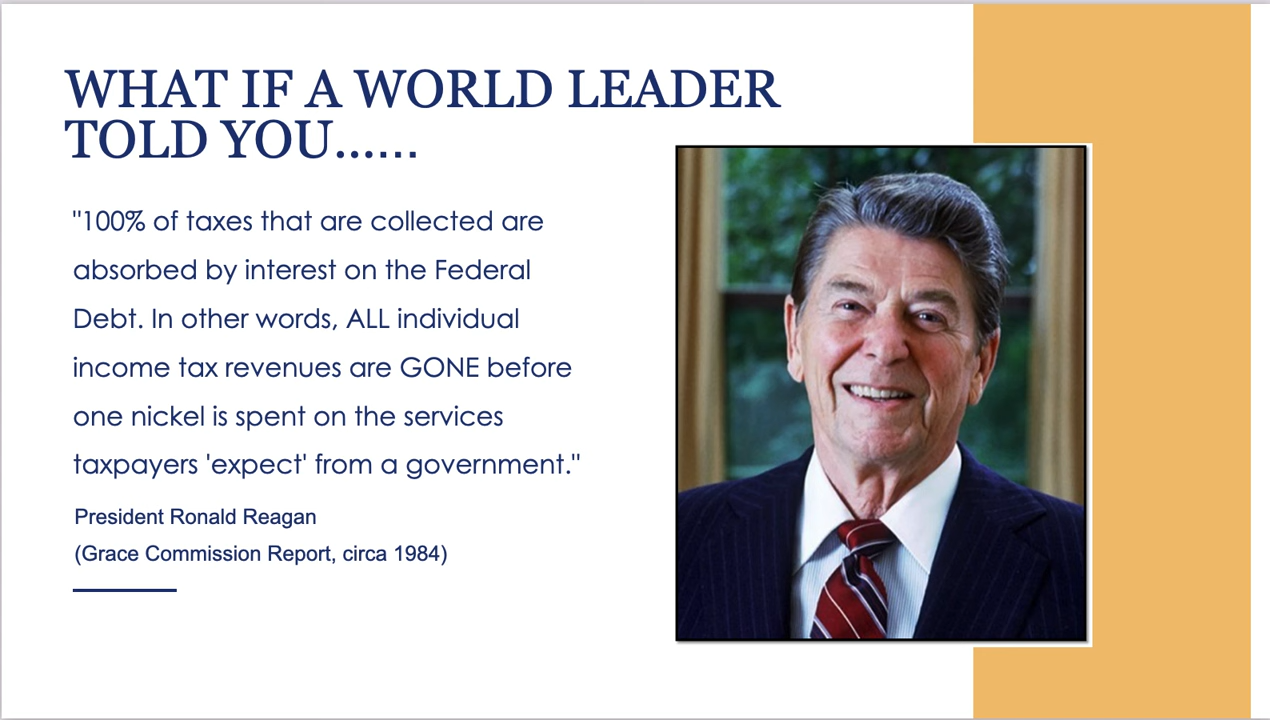 WHAT IF A WORLD LEADER
TOLD YOU......
"100% of taxes that are collected are
absorbed by interest on the Federal
Debt. In other words, ALL individual
income tax revenues are GONE before
one nickel is spent on the services
taxpayers 'expect' from a government."
President Ronald Reagan
(Grace Commission Report, circa 1984)